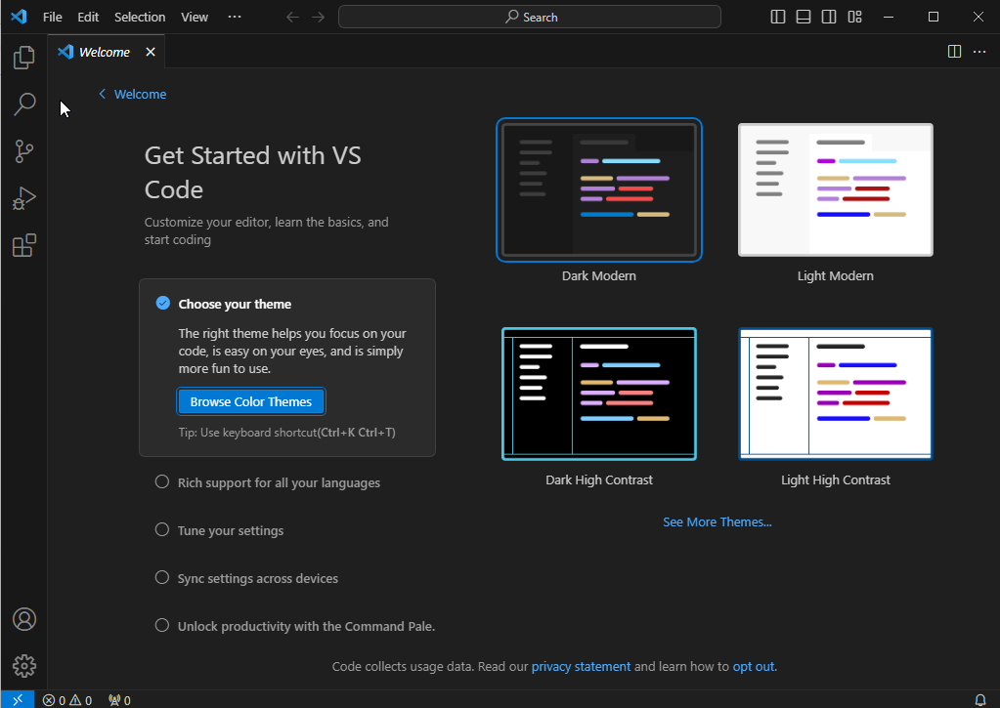 File Edit Selection View ··· Search
Welcome
Welcome
Get Started with VS
Code
Customize your editor, learn the basics, and
start coding
Choose your theme
The right theme helps you focus on your
code, is easy on your eyes, and is simply
more fun to use.
Browse Color Themes
Tip: Use keyboard shortcut(Ctrl+K Ctrl+T)
Rich support for all your languages
Tune your settings
Sync settings across devices
Unlock productivity with the Command Pale.
Dark Modern
Light Modern
Dark High Contrast
Light High Contrast
See More Themes...
Code collects usage data. Read our privacy statement and learn how to opt out.
0 0 0